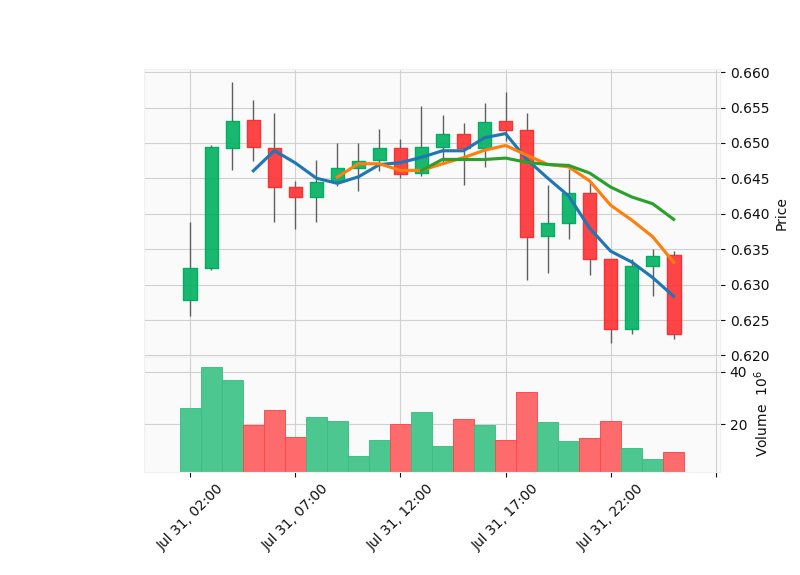 0.660
0.655
0.650
0.645
0.640
0.635
0.630
0.625
0.620
Price
40
20
Volume 10⁶
Jul 31, 02:00
Jul 31, 07:00
Jul 31, 12:00
Jul 31, 17:00
Jul 31, 22:00